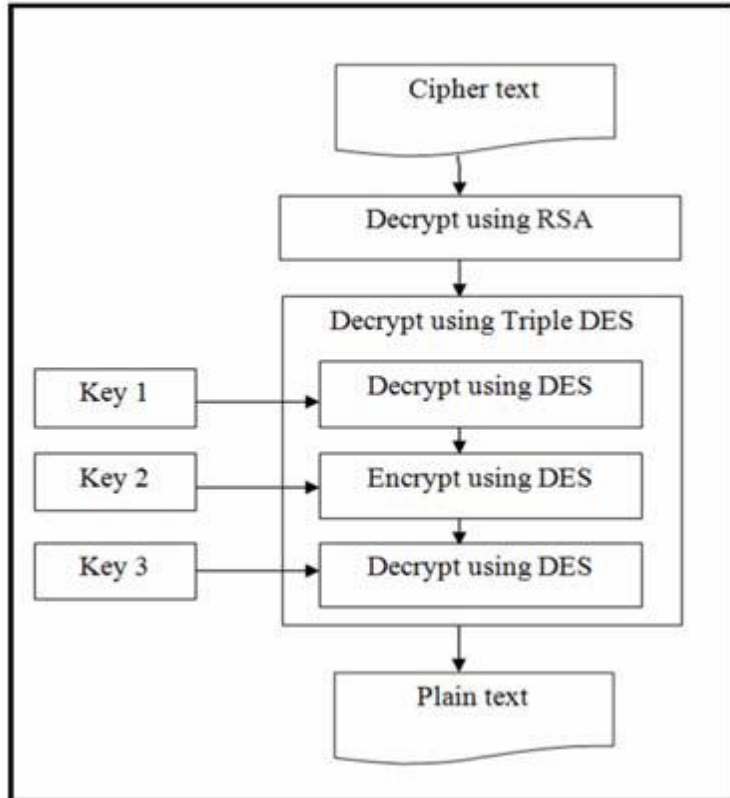 Cipher text
Decrypt using RSA
Decrypt using Triple DES
Key 1
Decrypt using DES
Key 2
Encrypt using DES
Key 3
Decrypt using DES
Plain text